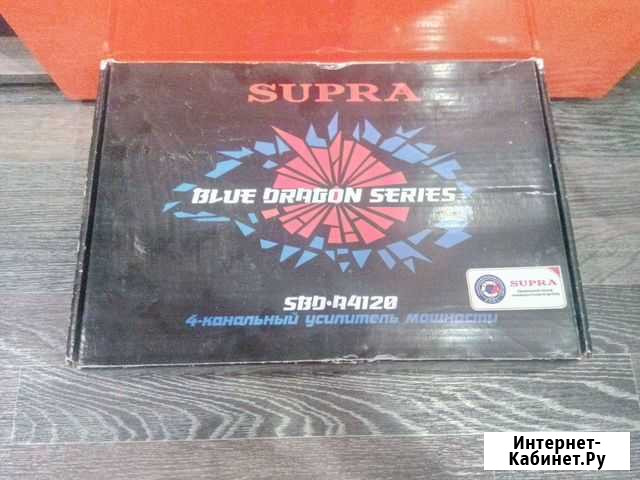 SUPRA
BLUE DRAGON SERIES
SBD-A4120
4-канальный усилитель мощности
SUPRA
Интернет-
Кабинет.Ру